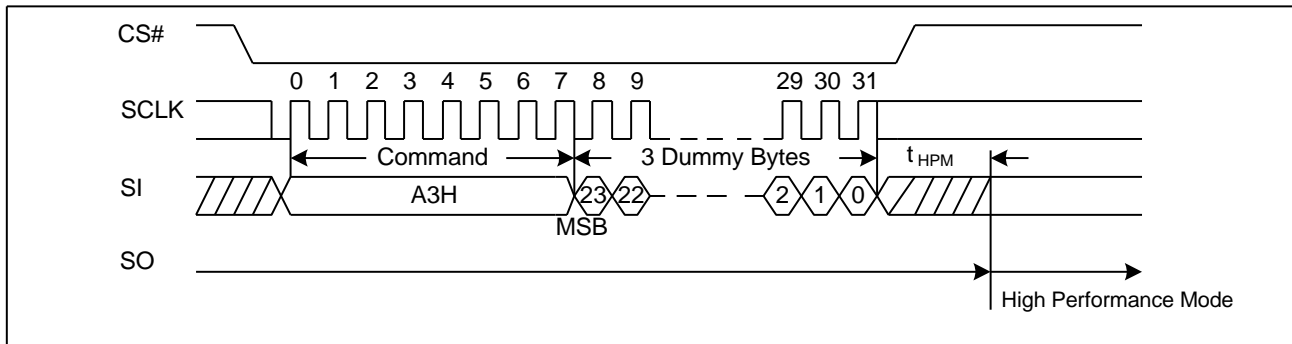 CS#
0 1 2 3 4 5 6 7 8 9 29 30 31
SCLK
Command 3 Dummy Bytes tHPM
SI A3H 23 22 2 1 0
MSB
SO
High Performance Mode